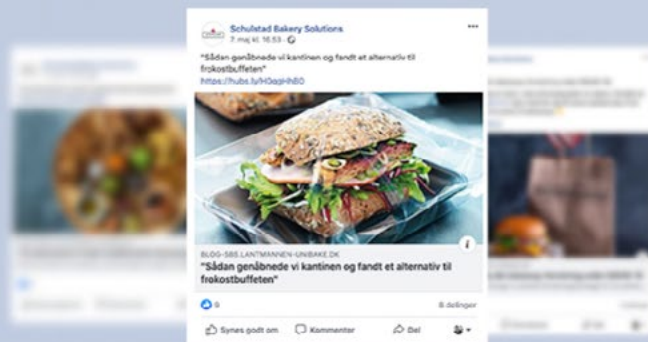 Schulstad Bakery Solutions
7. maj kl. 16.53 ·
"Sådan genåbnede vi kantinen og fandt et alternativ til
frokostbuffeten"
BLOG-SBS.LANTMANNEN-UNIBAKE.DK
"Sådan genåbnede vi kantinen og fandt et alternativ til
frokostbuffeten"
8 delinger
Synes godt om Kommenter Del